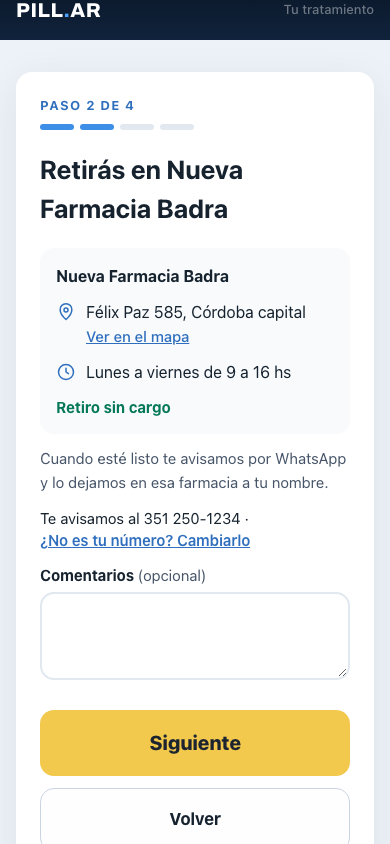 PILL.AR
Tu tratamiento
PASO 2 DE 4
Retirás en Nueva
Farmacia Badra
Nueva Farmacia Badra
Félix Paz 585, Córdoba capital
Ver en el mapa
Lunes a viernes de 9 a 16 hs
Retiro sin cargo
Cuando esté listo te avisamos por WhatsApp
y lo dejamos en esa farmacia a tu nombre.
Te avisamos al 351 250-1234 ·
¿No es tu número? Cambiarlo
Comentarios (opcional)
Siguiente
Volver